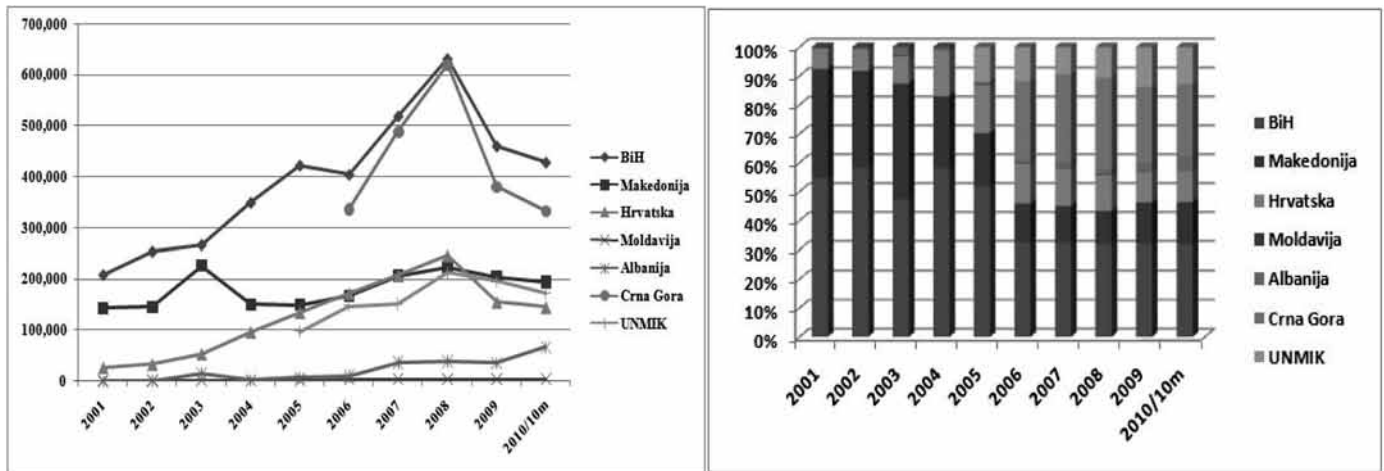 700,000
600,000
500,000
400,000
300,000
200,000
100,000
0
2001
2002
2003
2004
2005
2006
2007
2008
2009
2010/10m
BiH
Makedonija
Hrvatska
Moldavija
Albanija
Crna Gora
UNMIK
100%
90%
80%
70%
60%
50%
40%
30%
20%
10%
0%
2001
2002
2003
2004
2005
2006
2007
2008
2009
2010/10m
BiH
Makedonija
Hrvatska
Moldavija
Albanija
Crna Gora
UNMIK